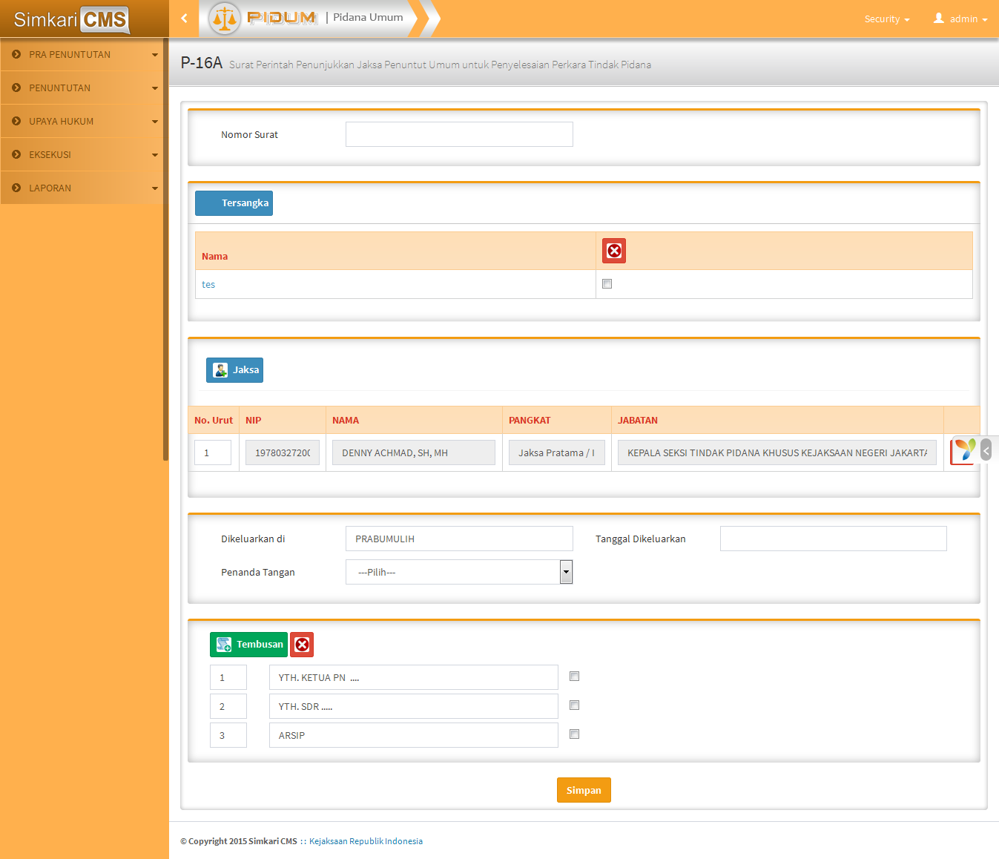 Simkari CMS
PIDUM | Pidana Umum
Security
admin
PRA PENUNTUTAN
PENUNTUTAN
UPAYA HUKUM
EKSEKUSI
LAPORAN
P-16A Surat Perintah Penunjukkan Jaksa Penuntut Umum untuk Penyelesaian Perkara Tindak Pidana
Nomor Surat
Tersangka
Nama
tes
Jaksa
No. Urut NIP NAMA PANGKAT JABATAN
1 19780327200 DENNY ACHMAD, SH, MH Jaksa Pratama / I KEPALA SEKSI TINDAK PIDANA KHUSUS KEJAKSAAN NEGERI JAKARTA
Dikeluarkan di PRABUMULIH Tanggal Dikeluarkan
Penanda Tangan ---Pilih---
Tembusan
1 YTH. KETUA PN ....
2 YTH. SDR .....
3 ARSIP
Simpan
© Copyright 2015 Simkari CMS :: Kejaksaan Republik Indonesia